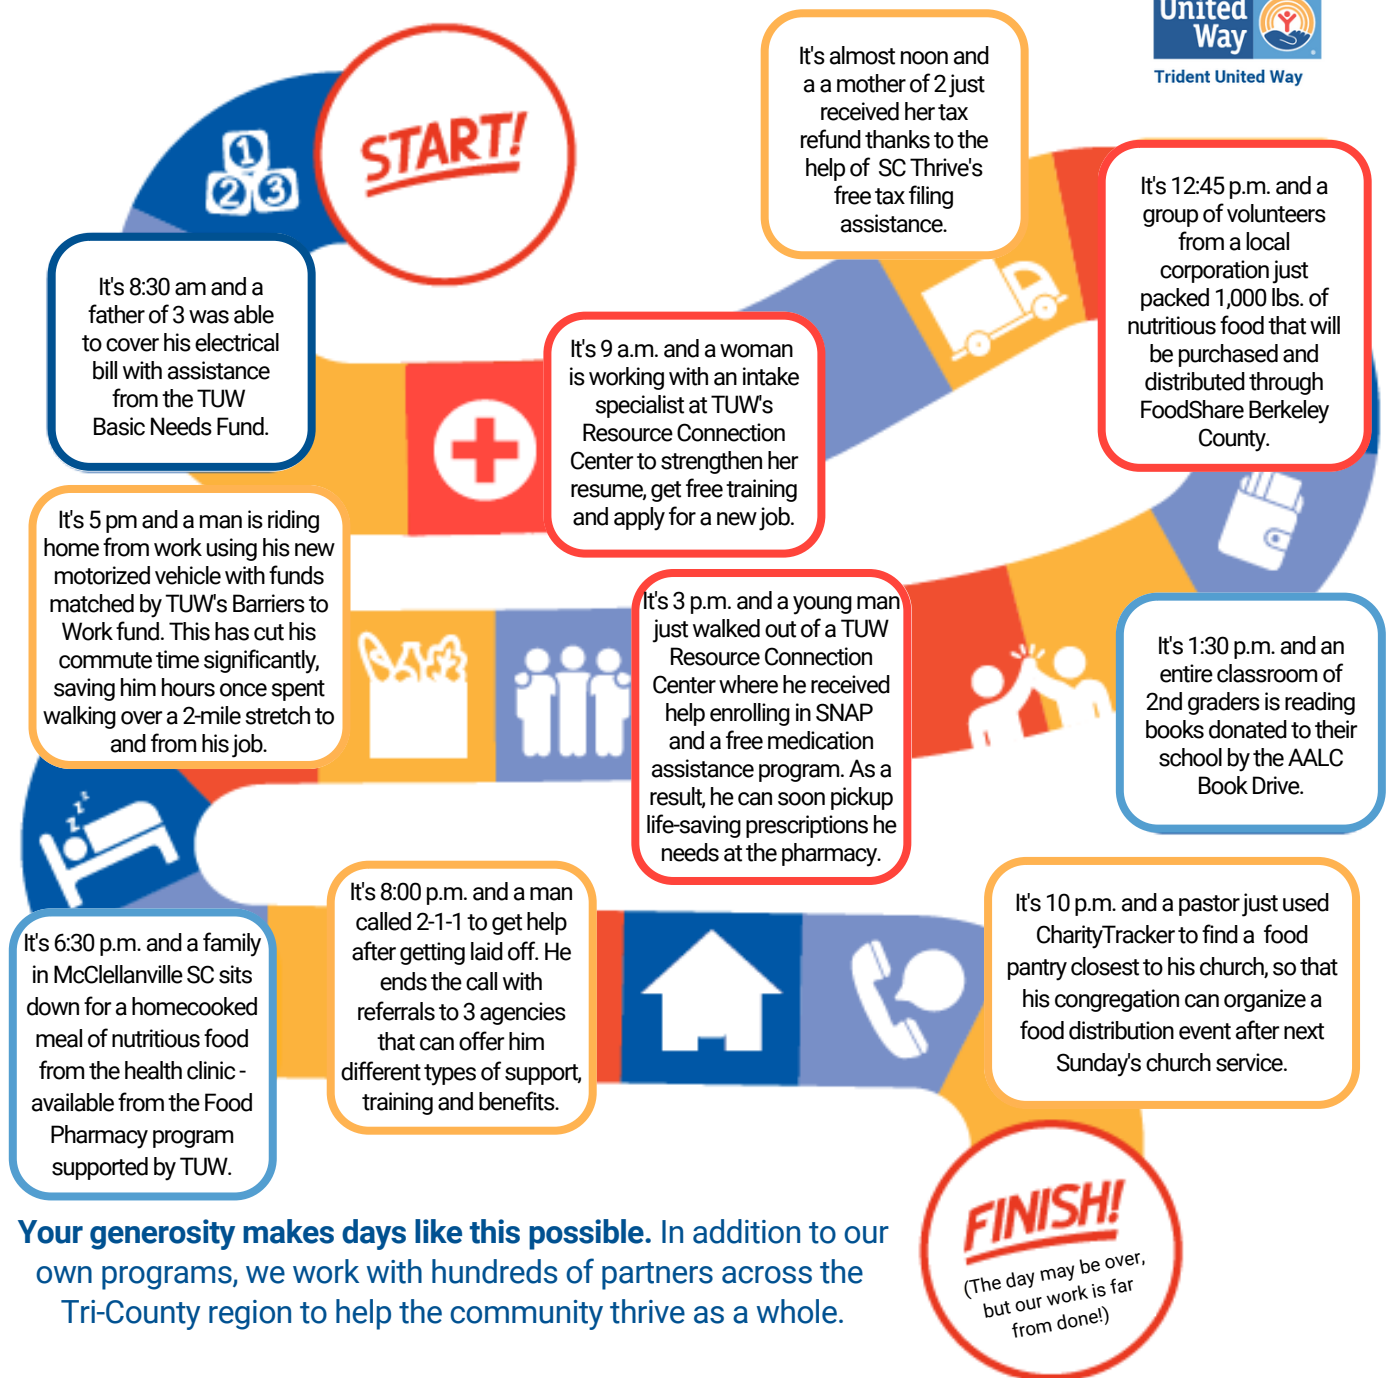 United
Way
Trident United Way
START!
1
2 3
It's 8:30 am and a
father of 3 was able
to cover his electrical
bill with assistance
from the TUW
Basic Needs Fund.
It's 9 a.m. and a woman
is working with an intake
specialist at TUW's
Resource Connection
Center to strengthen her
resume, get free training
and apply for a new job.
It's almost noon and
a a mother of 2 just
received her tax
refund thanks to the
help of SC Thrive's
free tax filing
assistance.
It's 12:45 p.m. and a
group of volunteers
from a local
corporation just
packed 1,000 lbs. of
nutritious food that will
be purchased and
distributed through
FoodShare Berkeley
County.
It's 1:30 p.m. and an
entire classroom of
2nd graders is reading
books donated to their
school by the AALC
Book Drive.
It's 3 p.m. and a young man
just walked out of a TUW
Resource Connection
Center where he received
help enrolling in SNAP
and a free medication
assistance program. As a
result, he can soon pickup
life-saving prescriptions he
needs at the pharmacy.
It's 5 pm and a man is riding
home from work using his new
motorized vehicle with funds
matched by TUW's Barriers to
Work fund. This has cut his
commute time significantly,
saving him hours once spent
walking over a 2-mile stretch to
and from his job.
z z z
It's 6:30 p.m. and a family
in McClellanville SC sits
down for a homecooked
meal of nutritious food
from the health clinic -
available from the Food
Pharmacy program
supported by TUW.
It's 8:00 p.m. and a man
called 2-1-1 to get help
after getting laid off. He
ends the call with
referrals to 3 agencies
that can offer him
different types of support,
training and benefits.
It's 10 p.m. and a pastor just used
CharityTracker to find a food
pantry closest to his church, so that
his congregation can organize a
food distribution event after next
Sunday's church service.
FINISH!
(The day may be over,
but our work is far
from done!)
Your generosity makes days like this possible. In addition to our
own programs, we work with hundreds of partners across the
Tri-County region to help the community thrive as a whole.